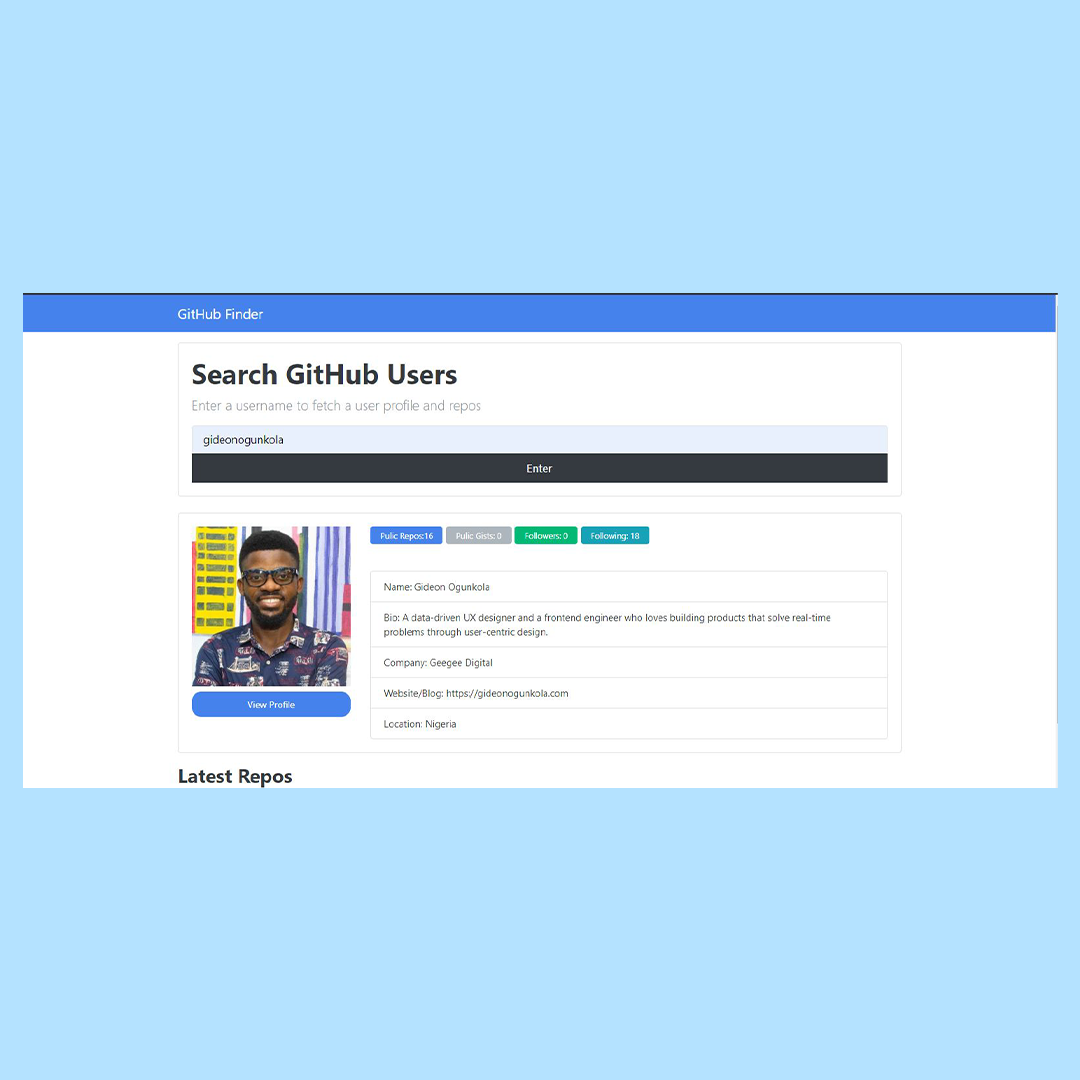 GitHub Finder
Search GitHub Users
Enter a username to fetch a user profile and repos
gideonogunkola
Enter
Pulic Repos:16 Pulic Gists: 0 Followers: 0 Following: 18
Name: Gideon Ogunkola
Bio: A data-driven UX designer and a frontend engineer who loves building products that solve real-time
problems through user-centric design.
Company: Geegee Digital
Website/Blog: https://gideonogunkola.com
Location: Nigeria
View Profile
Latest Repos